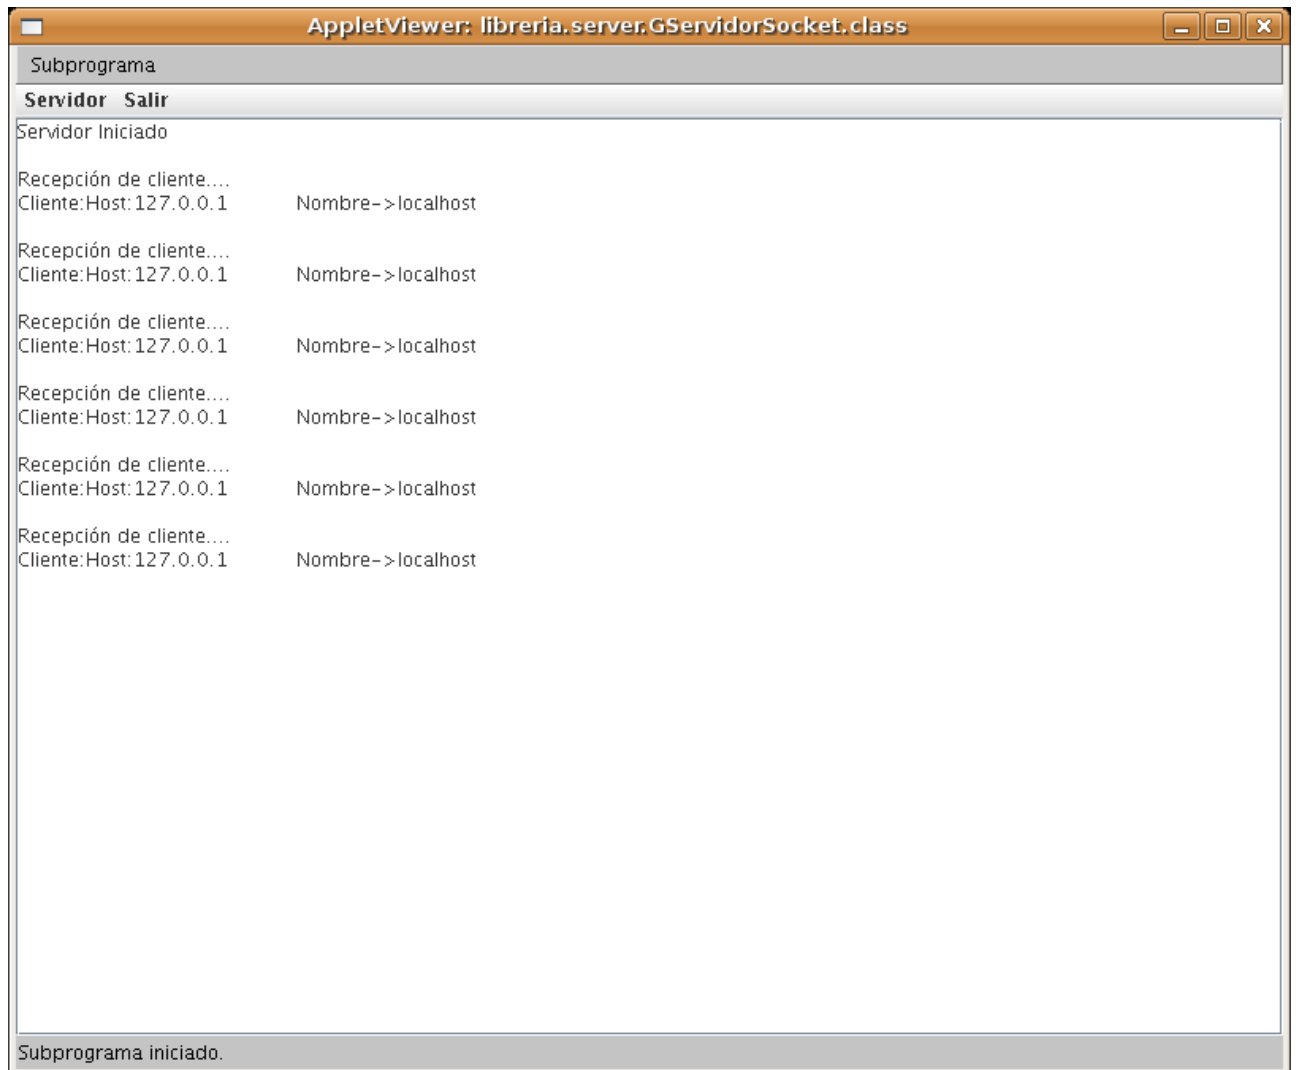 AppletViewer: libreria.server.GServidorSocket.class
Subprograma
Servidor Salir
Servidor Iniciado
Recepción de cliente....
Cliente:Host:127.0.0.1 Nombre->localhost
Recepción de cliente....
Cliente:Host:127.0.0.1 Nombre->localhost
Recepción de cliente....
Cliente:Host:127.0.0.1 Nombre->localhost
Recepción de cliente....
Cliente:Host:127.0.0.1 Nombre->localhost
Recepción de cliente....
Cliente:Host:127.0.0.1 Nombre->localhost
Recepción de cliente....
Cliente:Host:127.0.0.1 Nombre->localhost
Subprograma iniciado.